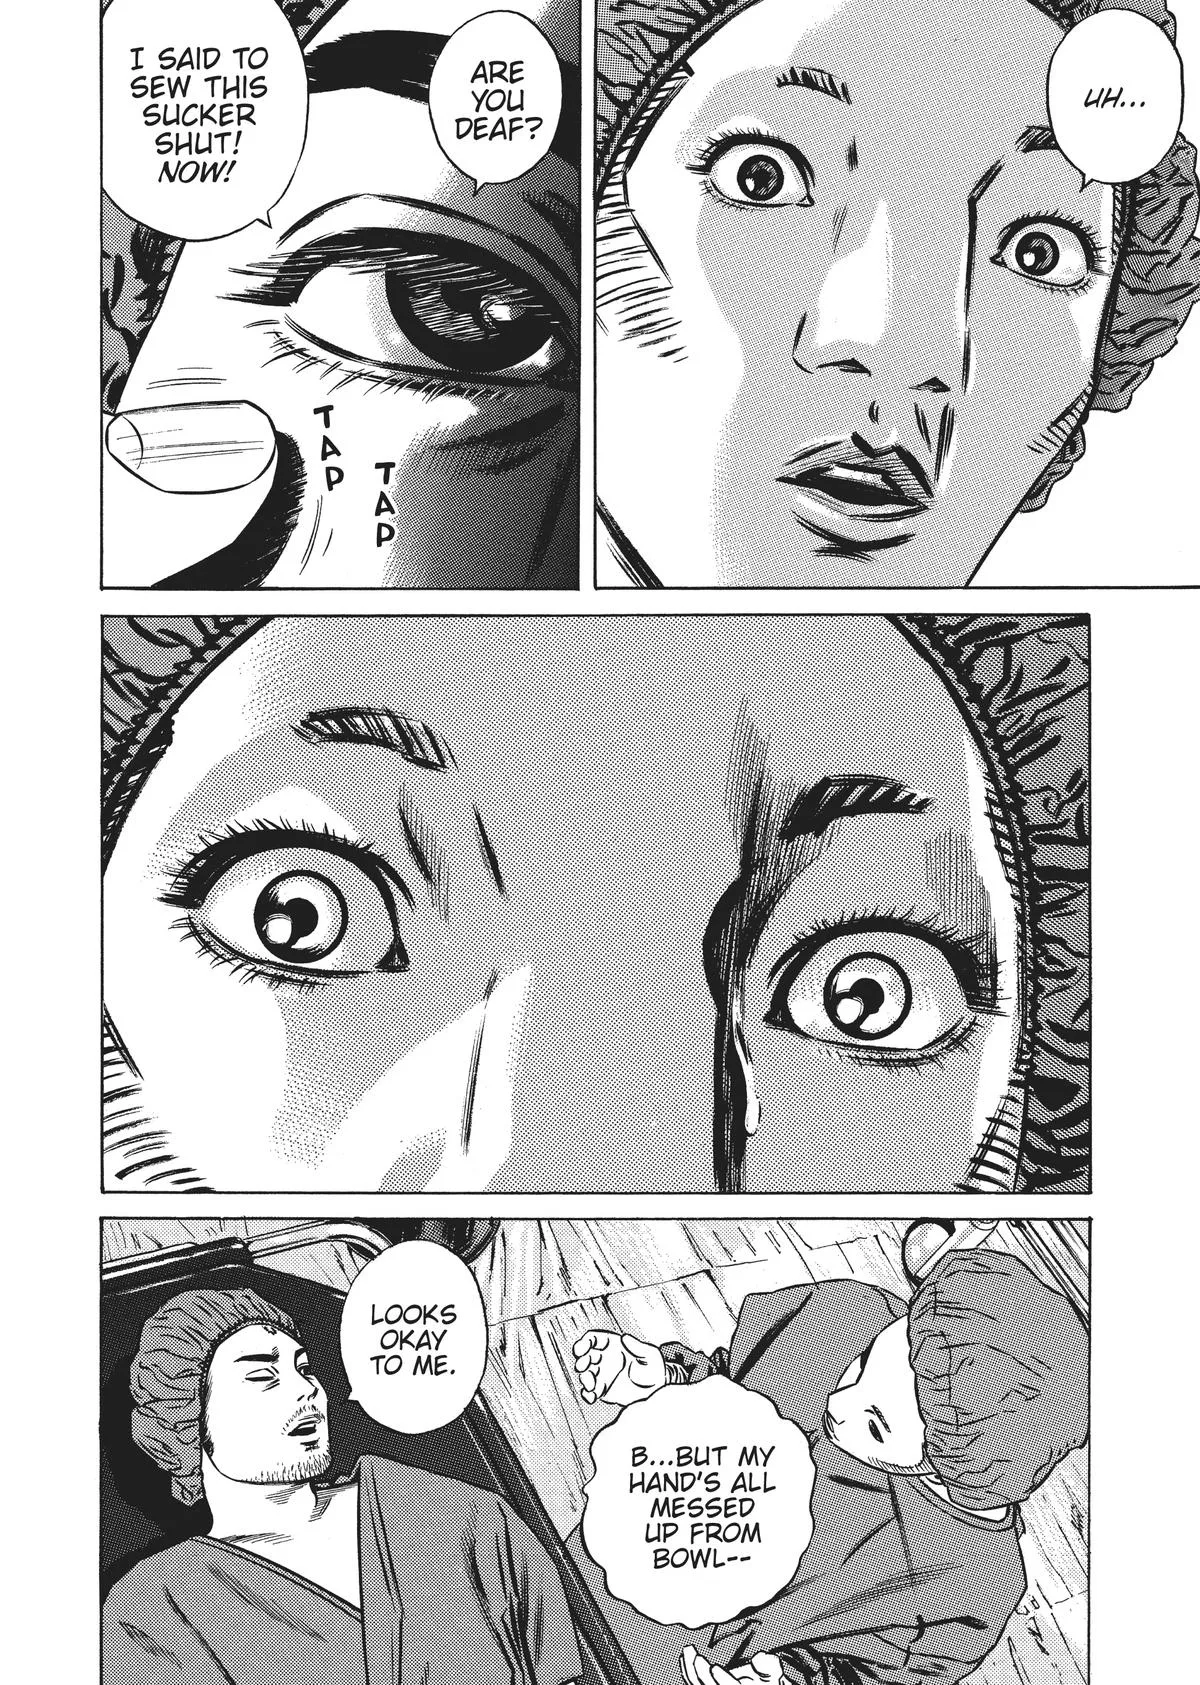 UH...
ARE
YOU
DEAF?
I SAID TO
SEW THIS
SUCKER
SHUT!
NOW!
TAP
TAP
B...BUT MY
HAND'S ALL
MESSED
UP FROM
BOWL--
LOOKS
OKAY
TO ME.